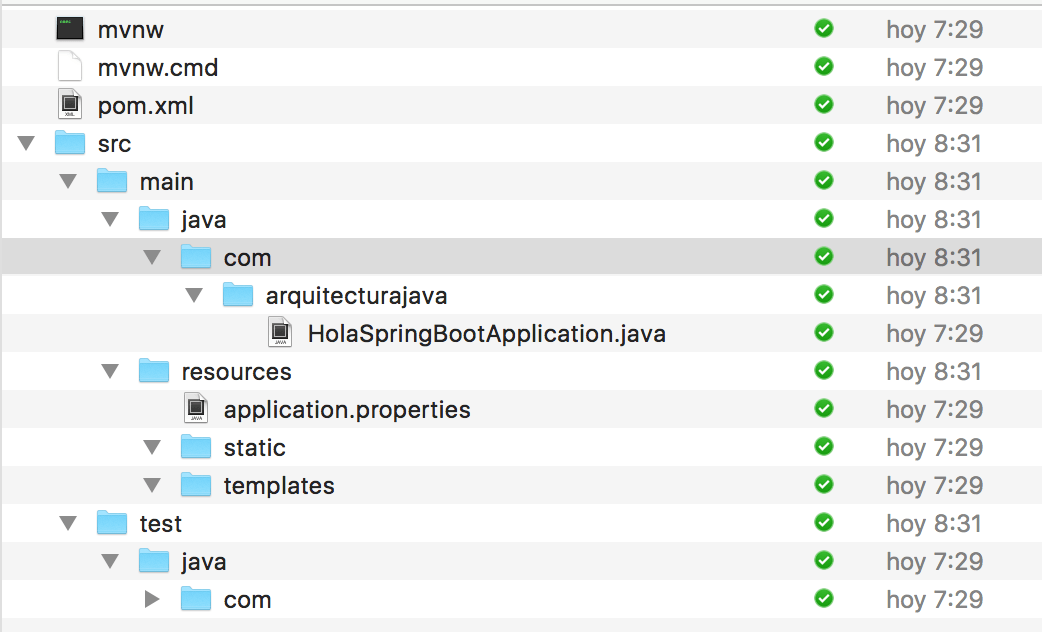 mvnw hoy 7:29
mvnw.cmd hoy 7:29
pom.xml hoy 7:29
src hoy 8:31
main hoy 8:31
java hoy 8:31
com hoy 8:31
arquitecturajava hoy 8:31
HolaSpringBootApplication.java hoy 7:29
resources hoy 8:31
application.properties hoy 7:29
static hoy 7:29
templates hoy 7:29
test hoy 8:31
java hoy 7:29
com hoy 7:29